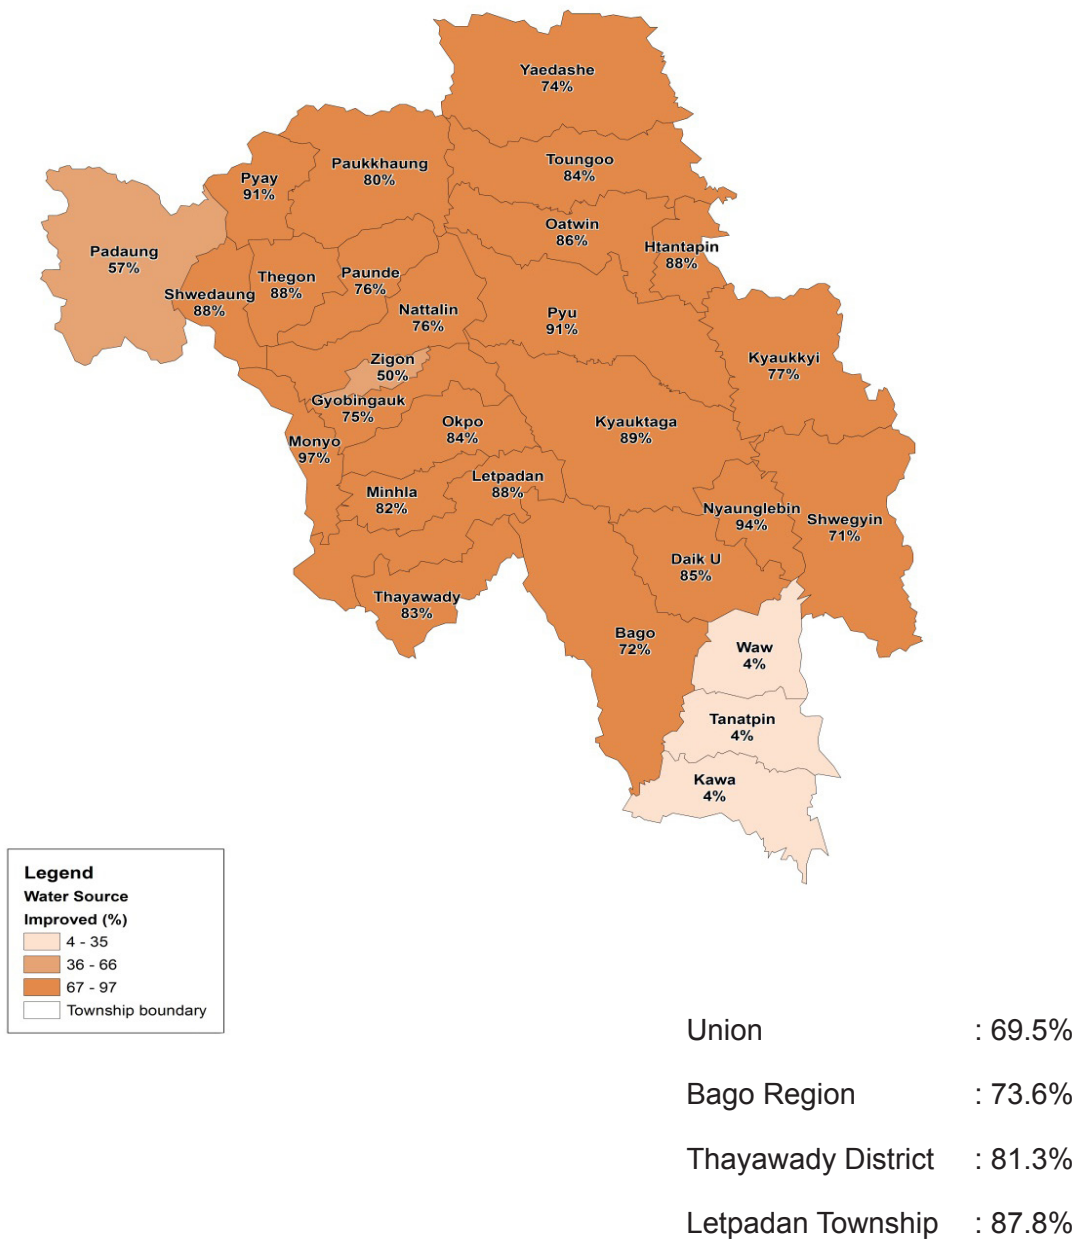 Yaedashe
74%
Toungoo
84%
Paukkhaung
80%
Pyay
91%
Oatwin
86%
Htantapin
88%
Padaung
57%
Shwedaung
88%
Thegon
88%
Paunde
76%
Nattalin
76%
Pyu
91%
Kyaukkyi
77%
Zigon
50%
Gyobingauk
75%
Okpo
84%
Kyauktaga
89%
Monyo
97%
Minhla
82%
Letpadan
88%
Nyaunglebin
94%
Shwegyin
71%
Daik U
85%
Thayawady
83%
Bago
72%
Waw
4%
Tanatpin
4%
Kawa
4%
Legend
Water Source
Improved (%)
4 - 35
36 - 66
67 - 97
Township boundary
Union : 69.5%
Bago Region : 73.6%
Thayawady District : 81.3%
Letpadan Township : 87.8%